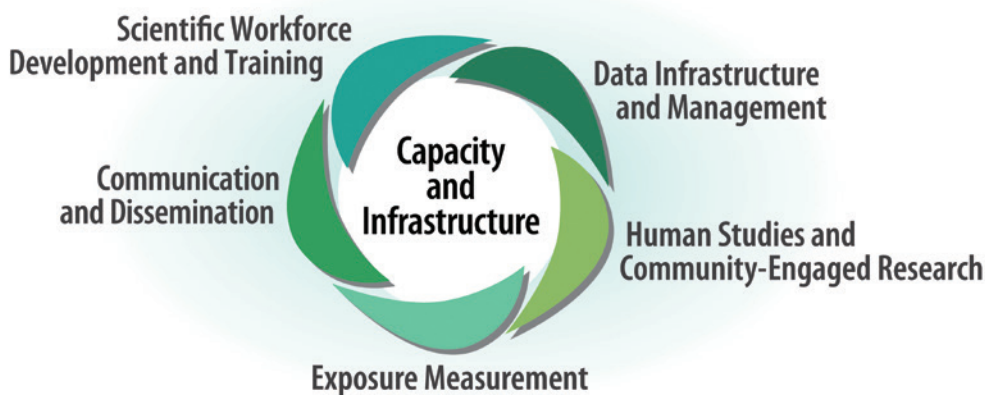 Scientific Workforce
Development and Training
Data Infrastructure
and Management
Capacity
and
Infrastructure
Communication
and Dissemination
Human Studies and
Community-Engaged Research
Exposure Measurement